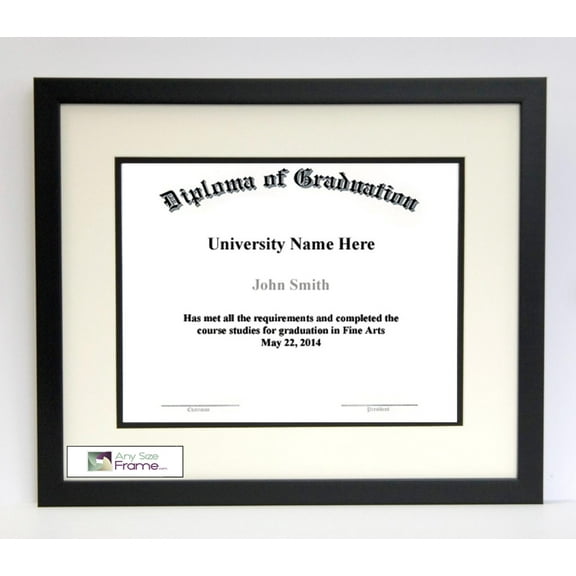 Diploma of Graduation
University Name Here
John Smith
Has met all the requirements and completed the
course studies for graduation in Fine Arts
May 22, 2014
Chairman President
Any Size
Frame.com